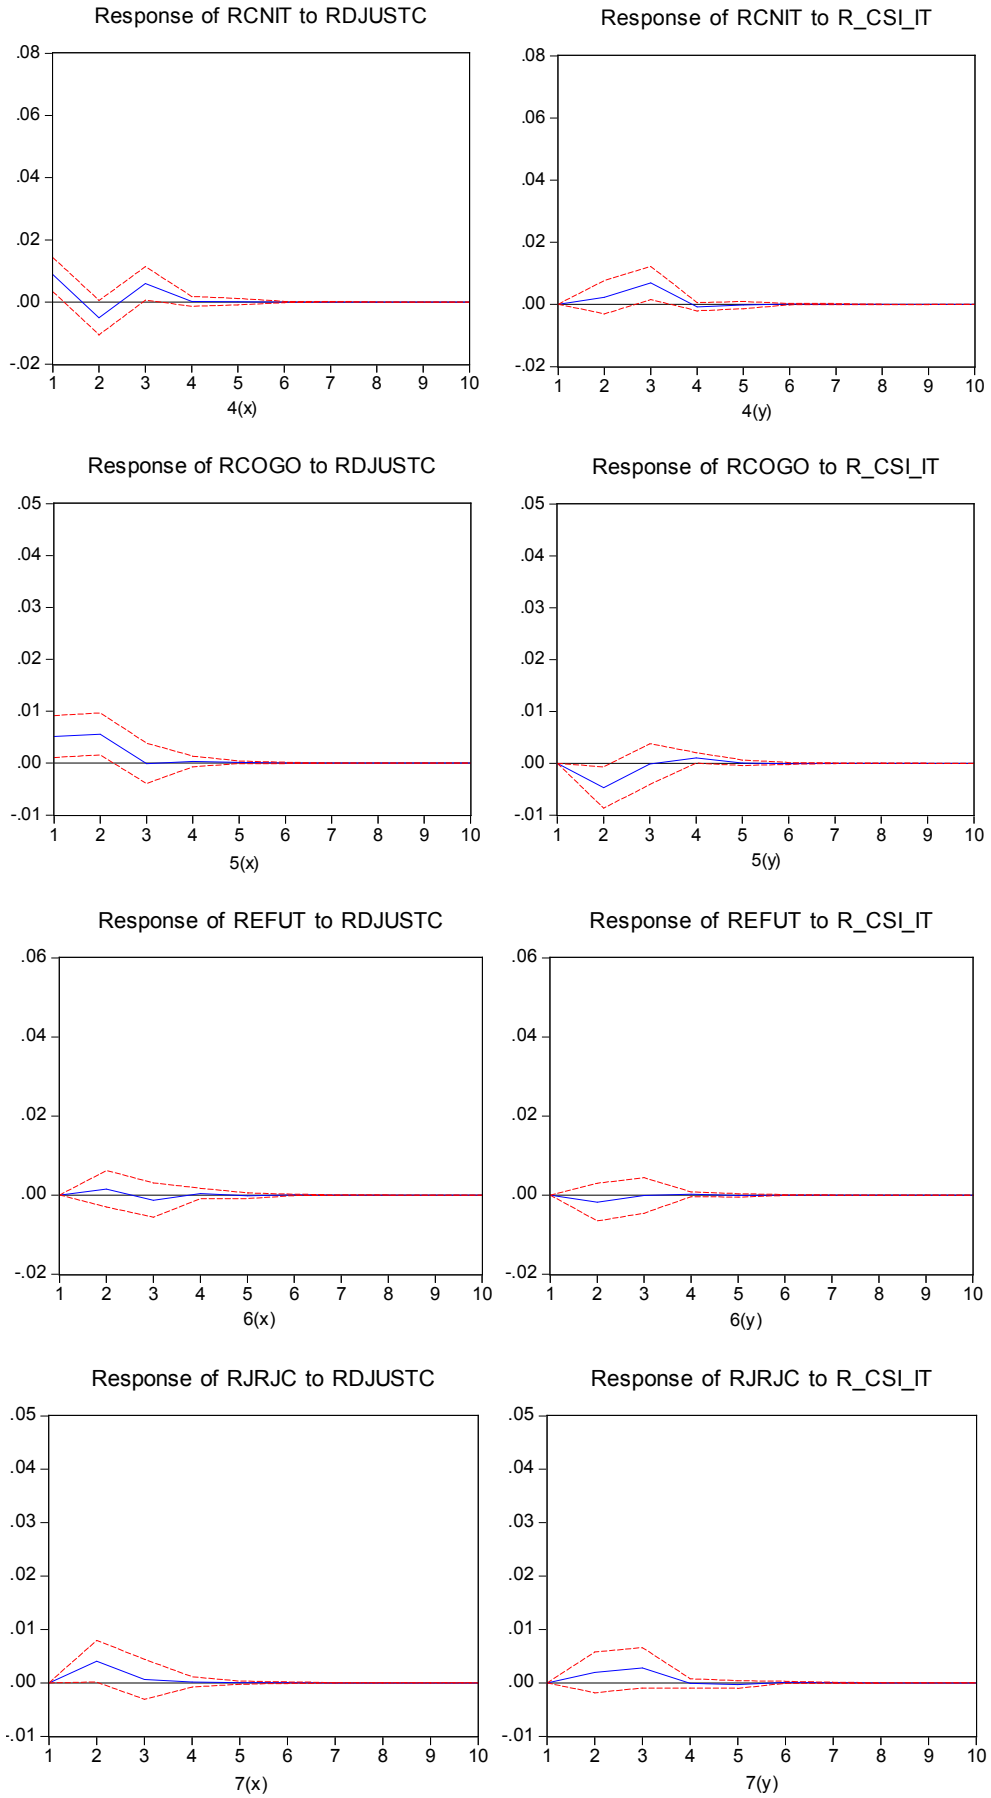 Response of RCNIT to RDJUSTC
.08
.06
.04
.02
.00
-.02
1 2 3 4 5 6 7 8 9 10
4(x)
Response of RCNIT to R_CSI_IT
.08
.06
.04
.02
.00
-.02
1 2 3 4 5 6 7 8 9 10
4(y)
Response of RCOGO to RDJUSTC
.05
.04
.03
.02
.01
.00
-.01
1 2 3 4 5 6 7 8 9 10
5(x)
Response of RCOGO to R_CSI_IT
.05
.04
.03
.02
.01
.00
-.01
1 2 3 4 5 6 7 8 9 10
5(y)
Response of REFUT to RDJUSTC
.06
.04
.02
.00
-.02
1 2 3 4 5 6 7 8 9 10
6(x)
Response of REFUT to R_CSI_IT
.06
.04
.02
.00
-.02
1 2 3 4 5 6 7 8 9 10
6(y)
Response of RJRJC to RDJUSTC
.05
.04
.03
.02
.01
.00
-.01
1 2 3 4 5 6 7 8 9 10
7(x)
Response of RJRJC to R_CSI_IT
.05
.04
.03
.02
.01
.00
-.01
1 2 3 4 5 6 7 8 9 10
7(y)